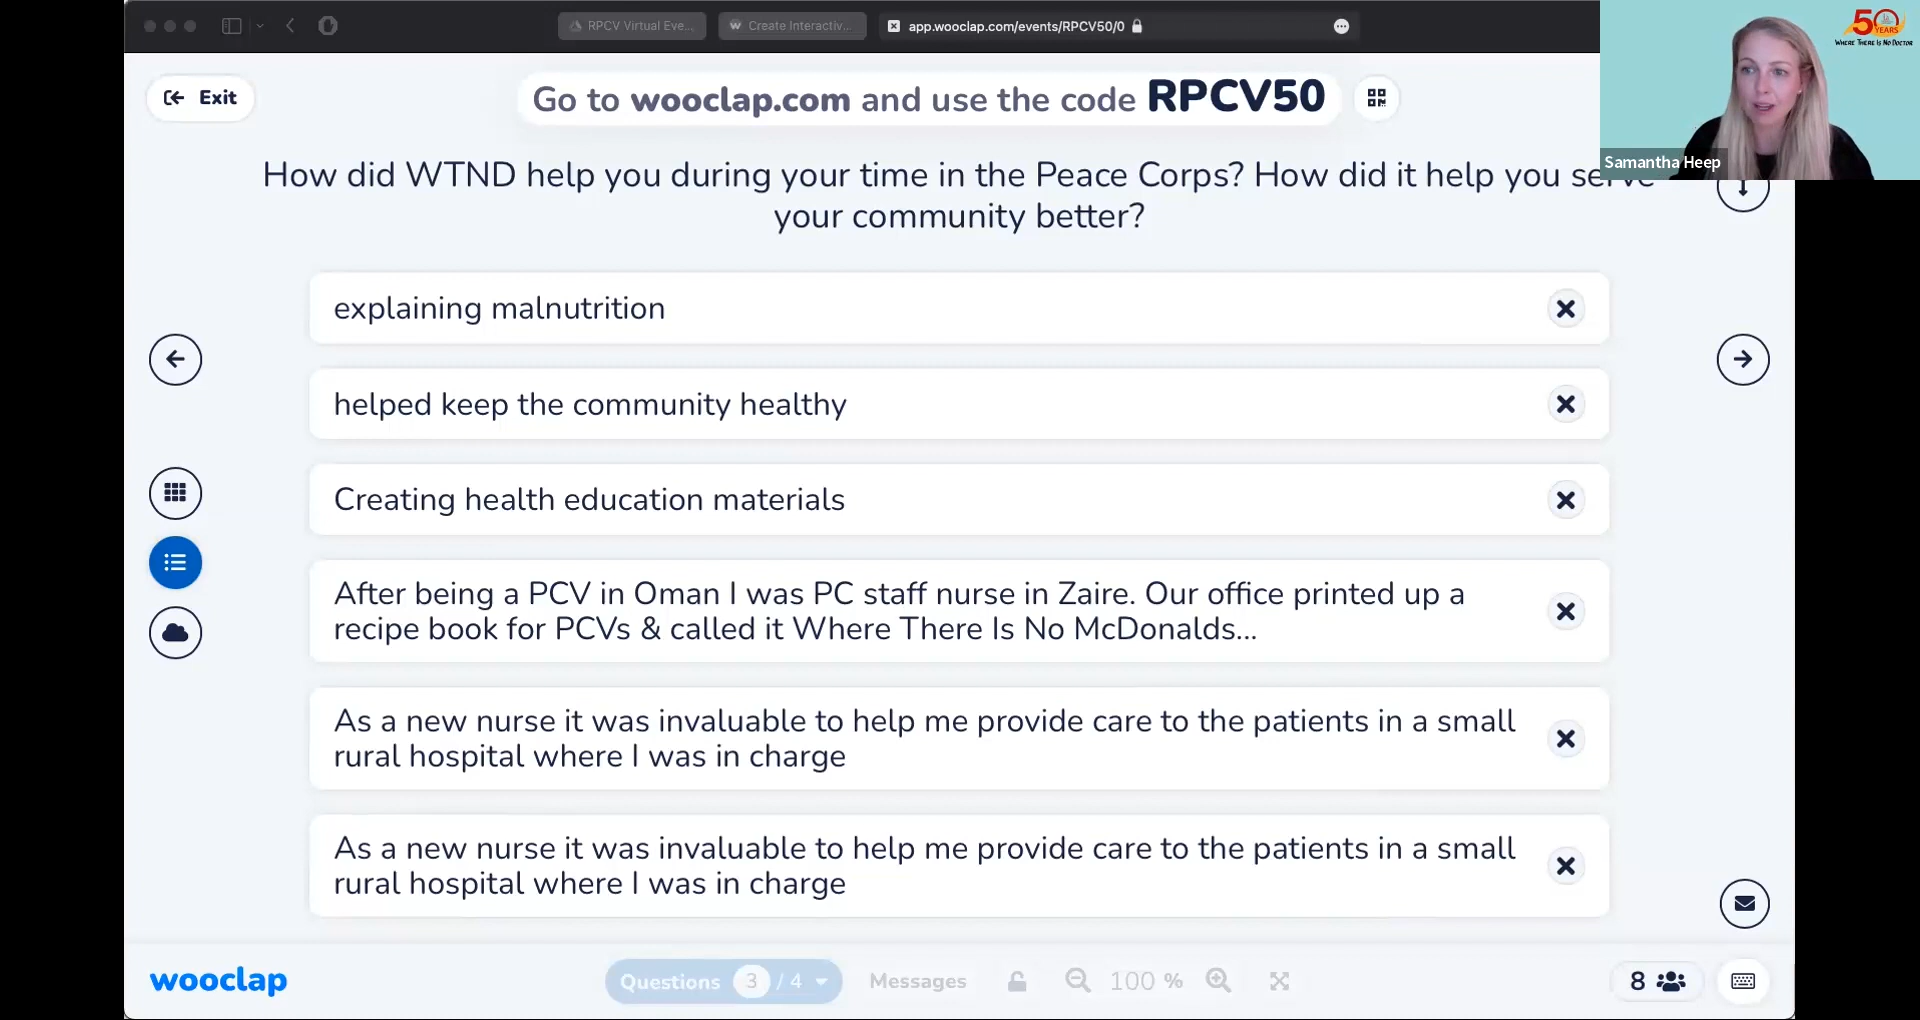 RPCV Virtual Eve...
Create Interactiv...
app.wooclap.com/events/RPCV50/0
50
YEARS
WHERE THERE IS NO DOCTOR
Exit
Go to wooclap.com and use the code RPCV50
Samantha Heep
How did WTND help you during your time in the Peace Corps? How did it help you serve
your community better?
explaining malnutrition
helped keep the community healthy
Creating health education materials
After being a PCV in Oman I was PC staff nurse in Zaire. Our office printed up a
recipe book for PCVs & called it Where There Is No McDonalds...
As a new nurse it was invaluable to help me provide care to the patients in a small
rural hospital where I was in charge
As a new nurse it was invaluable to help me provide care to the patients in a small
rural hospital where I was in charge
wooclap
Questions 3 / 4
Messages
100 %
8